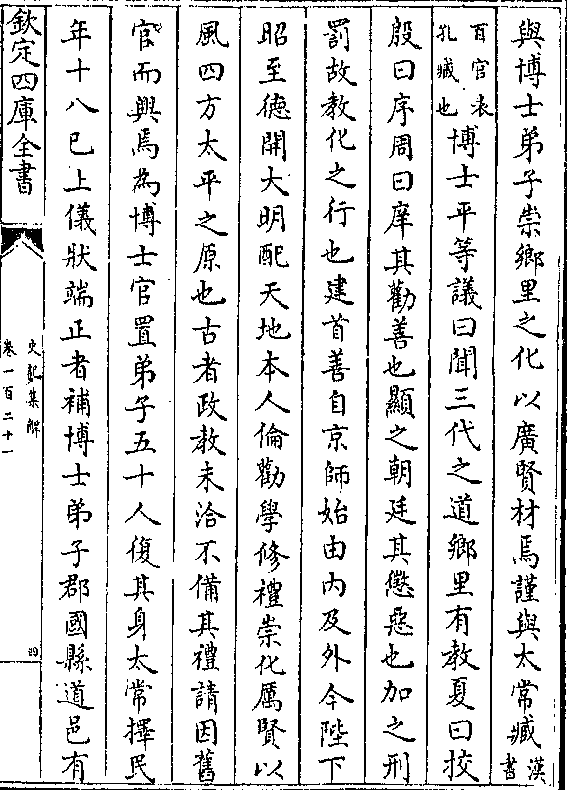 與博士弟子崇鄉里之化以廣賢材焉謹與太常臧漢書
百官表孔臧也博士平等議曰聞三代之道鄉里有教夏曰挍
殷曰序周曰庠其勸善也顯之朝廷其懲惡也加之刑
罰故教化之行也建首善自京師始由內及外今陛下
昭至德開大明配天地本人倫勸學修禮崇化厲賢以
風四方太平之原也古者政教未洽不備其禮請因舊
官而興焉為博士官置弟子五十人復其身太常擇民
年十八已上儀狀端正者補博士弟子郡國縣道邑有
欽定四庫全書
史記集解
卷一百二十一
四